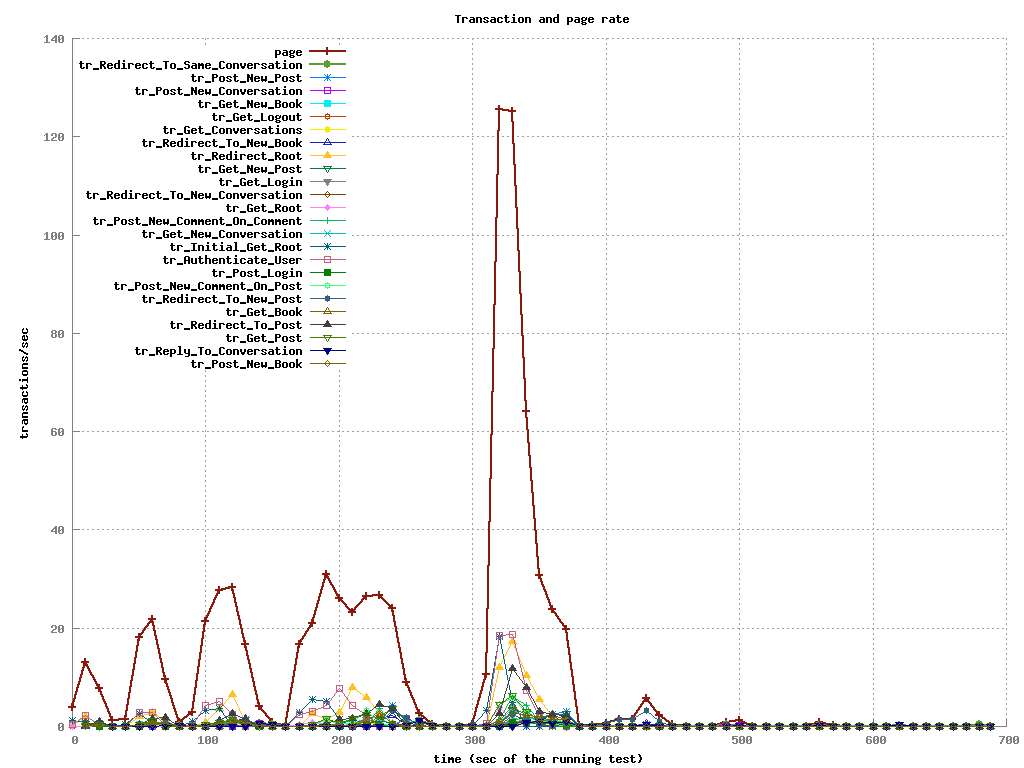 Transaction and page rate
140
120
100
80
60
40
20
0
transactions/sec
page
tr_Redirect_To_Same_Conversation
tr_Post_New_Post
tr_Post_New_Conversation
tr_Get_New_Book
tr_Get_Logout
tr_Get_Conversations
tr_Redirect_To_New_Book
tr_Redirect_Root
tr_Get_New_Post
tr_Get_Login
tr_Redirect_To_New_Conversation
tr_Get_Root
tr_Post_New_Comment_On_Comment
tr_Get_New_Conversation
tr_Initial_Get_Root
tr_Authenticate_User
tr_Post_Login
tr_Post_New_Comment_On_Post
tr_Redirect_To_New_Post
tr_Get_Book
tr_Redirect_To_Post
tr_Get_Post
tr_Reply_To_Conversation
tr_Post_New_Book
0 100 200 300 400 500 600 700
time (sec of the running test)